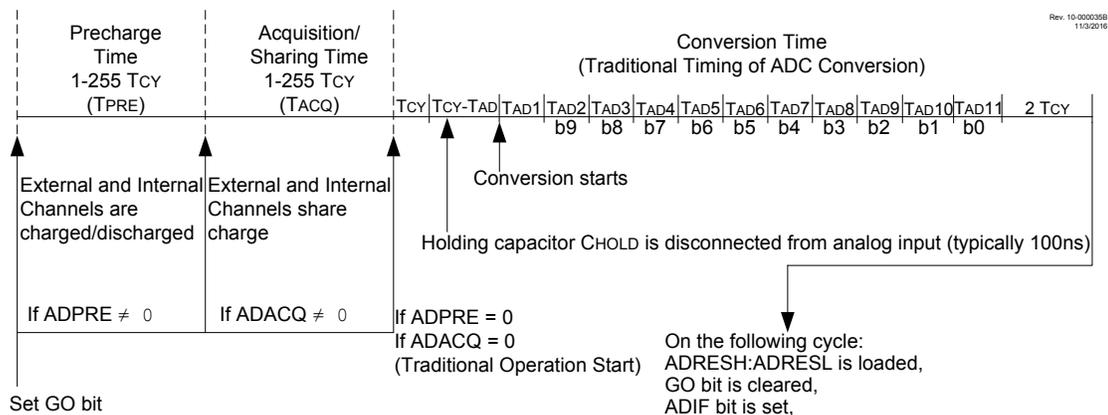 Rev. 10-000035B
11/3/2016
Precharge
Time
1-255 TCY
(TPRE)
Acquisition/
Sharing Time
1-255 TCY
(TACQ)
Conversion Time
(Traditional Timing of ADC Conversion)
TCY TCY-TAD TAD1 TAD2 TAD3 TAD4 TAD5 TAD6 TAD7 TAD8 TAD9 TAD10 TAD11 2 TCY
b9 b8 b7 b6 b5 b4 b3 b2 b1 b0
External and Internal
Channels are
charged/discharged
External and Internal
Channels share
charge
Conversion starts
Holding capacitor CHOLD is disconnected from analog input (typically 100ns)
If ADPRE ≠ 0
If ADACQ ≠ 0
If ADPRE = 0
If ADACQ = 0
(Traditional Operation Start)
Set GO bit
On the following cycle:
ADRESH:ADRESL is loaded,
GO bit is cleared,
ADIF bit is set,